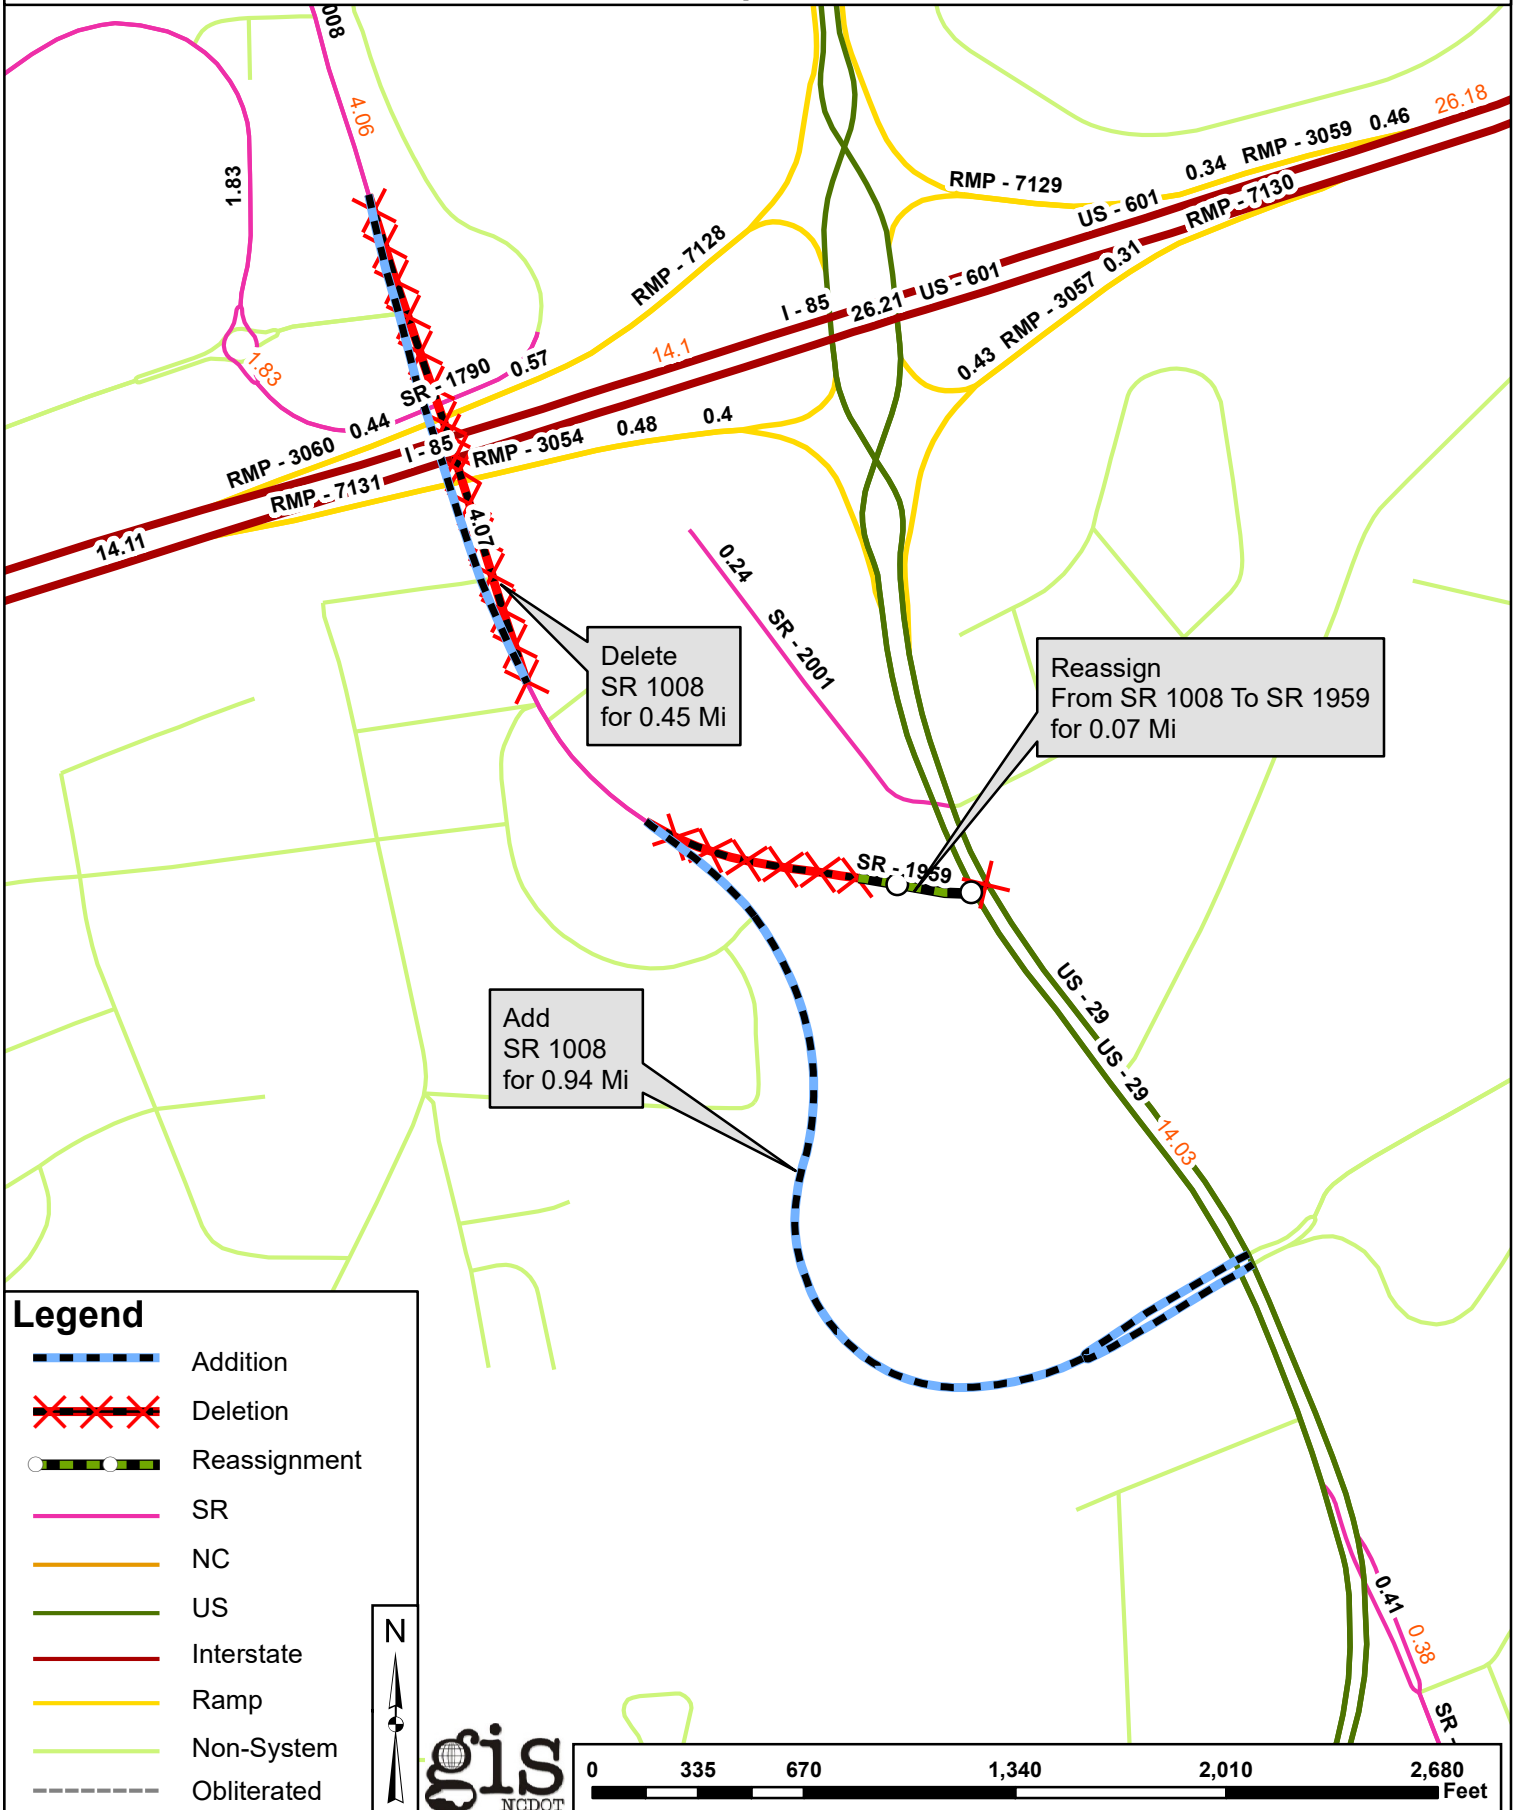 008
4.06
1.83
26.18
0.46
RMP - 3059
0.34
RMP - 7129
US - 601
RMP - 7130
RMP - 7128
0.31
US - 601
RMP - 3057
I - 85
26.21
14.1
0.43
1.83
SR - 1790
0.57
0.4
0.48
0.44
RMP - 3060
I - 85
RMP - 3054
RMP - 7131
14.11
4.07
0.24
SR - 2001
Delete
SR 1008
for 0.45 Mi
Reassign
From SR 1008 To SR 1959
for 0.07 Mi
SR - 1959
US - 29
US - 29
14.03
Add
SR 1008
for 0.94 Mi
0.41
0.38
SR -
Legend
Addition
Deletion
Reassignment
SR
NC
US
Interstate
Ramp
Non-System
Obliterated
N
gis
NCDOT
0 335 670 1,340 2,010 2,680
Feet